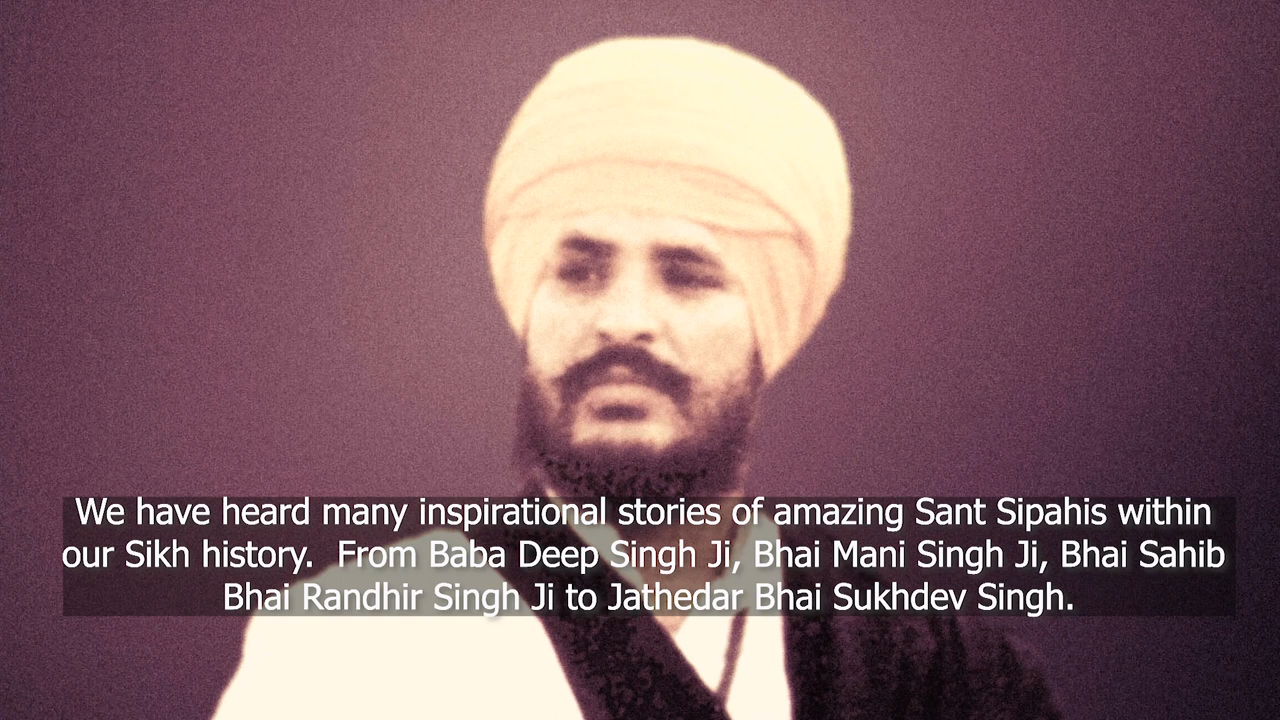 We have heard many inspirational stories of amazing Sant Sipahis within
our Sikh history.  From Baba Deep Singh Ji, Bhai Mani Singh Ji, Bhai Sahib
Bhai Randhir Singh Ji to Jathedar Bhai Sukhdev Singh.